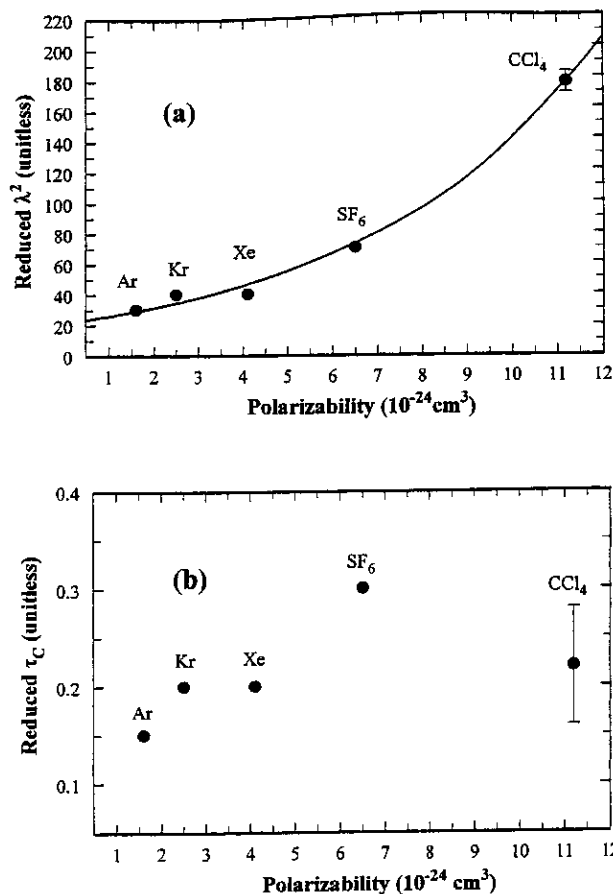 220
200
180
160
140
120
100
80
60
40
20
0
Reduced λ² (unitless)
(a)
Ar
Kr
Xe
SF₆
CCl₄
1 2 3 4 5 6 7 8 9 10 11 12
Polarizability (10⁻²⁴cm³)
0.4
0.3
0.2
0.1
Reduced τ_C (unitless)
(b)
Ar
Kr
Xe
SF₆
CCl₄
1 2 3 4 5 6 7 8 9 10 11 12
Polarizability (10⁻²⁴cm³)